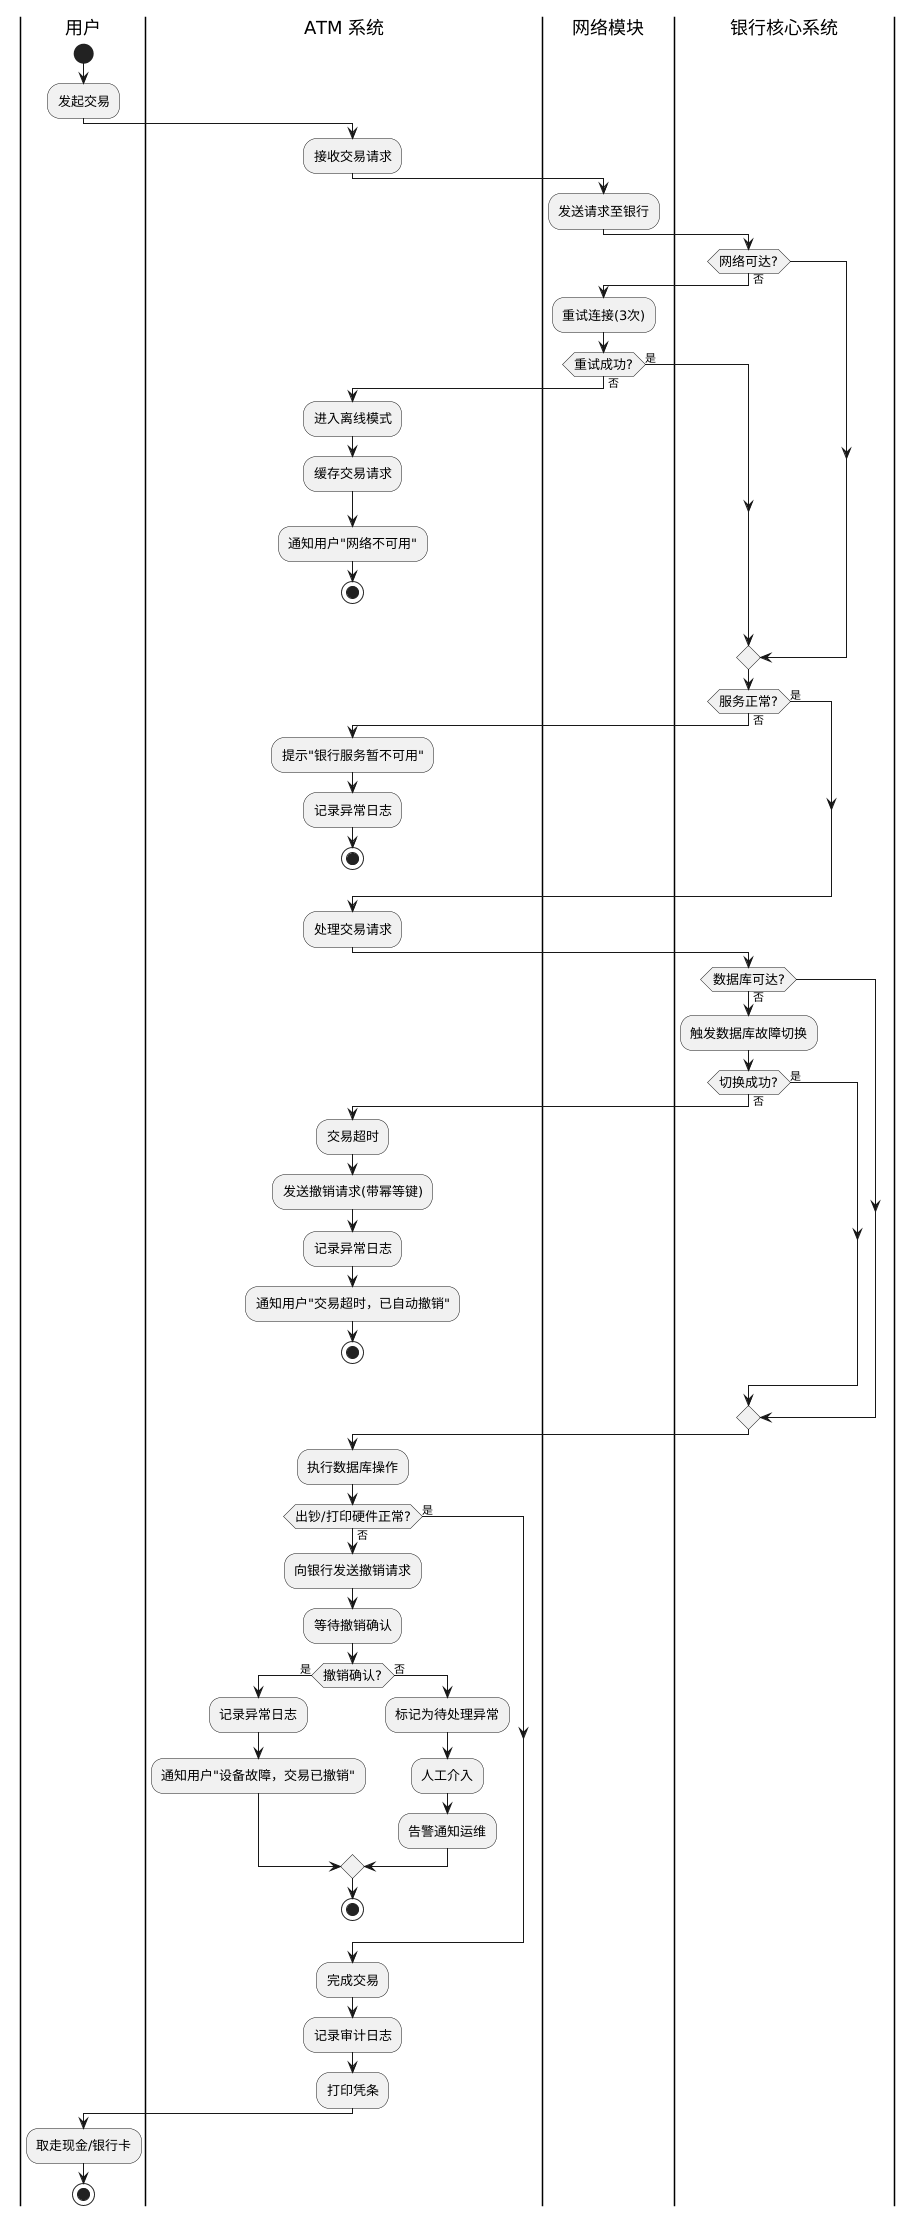 用户
ATM 系统
网络模块
银行核心系统
发起交易
接收交易请求
发送请求至银行
网络可达?
否
重试连接(3次)
重试成功?
是
否
进入离线模式
缓存交易请求
通知用户"网络不可用"
服务正常?
是
否
提示"银行服务暂不可用"
记录异常日志
处理交易请求
数据库可达?
否
触发数据库故障切换
切换成功?
是
否
交易超时
发送撤销请求(带幂等键)
记录异常日志
通知用户"交易超时，已自动撤销"
执行数据库操作
出钞/打印硬件正常?
是
否
向银行发送撤销请求
等待撤销确认
是
撤销确认?
否
记录异常日志
标记为待处理异常
通知用户"设备故障，交易已撤销"
人工介入
告警通知运维
完成交易
记录审计日志
打印凭条
取走现金/银行卡